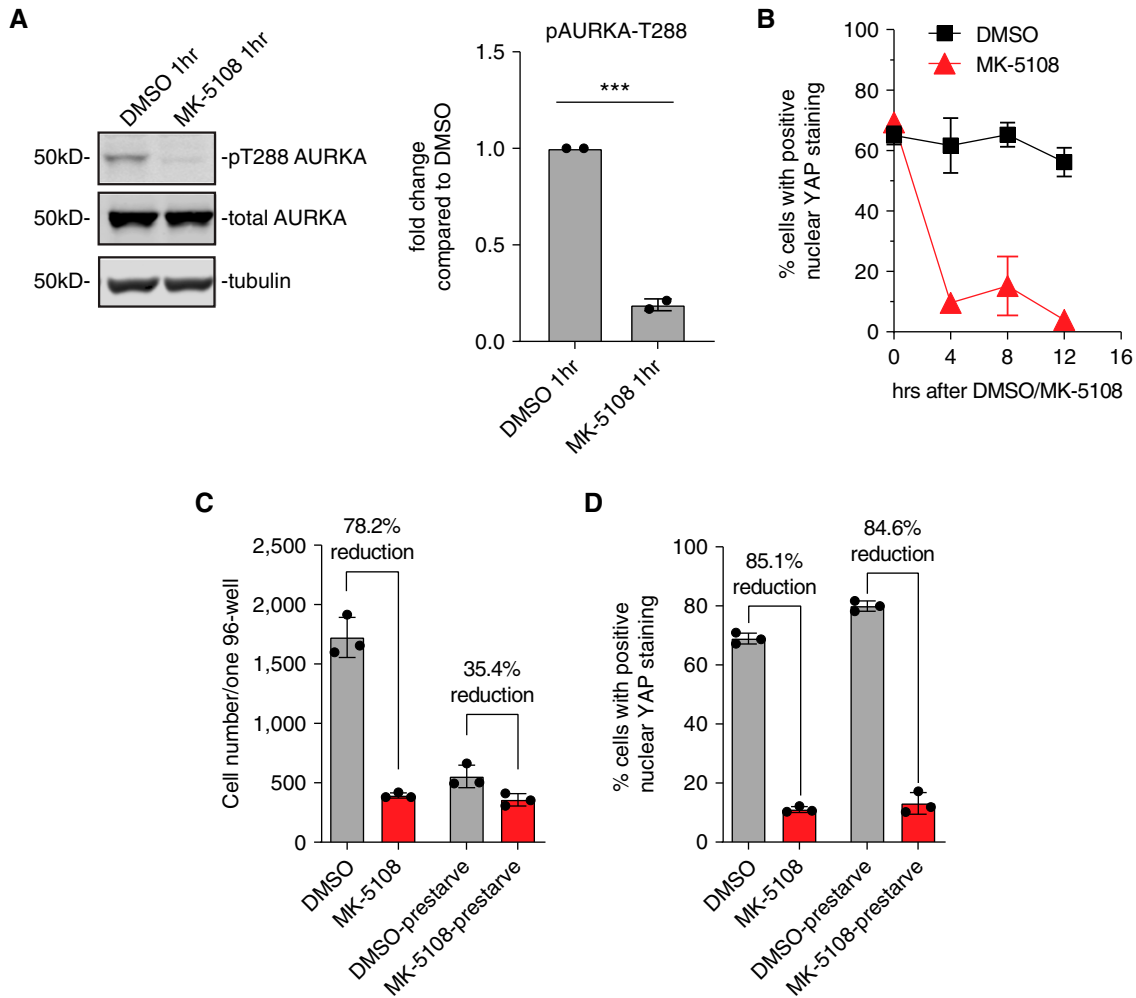 A
DMSO 1hr
MK-5108 1hr
50kD-
-pT288 AURKA
50kD-
-total AURKA
50kD-
-tubulin
pAURKA-T288
fold change
compared to DMSO
1.5
1.0
0.5
0.0
***
DMSO 1hr
MK-5108 1hr
B
DMSO
MK-5108
% cells with positive
nuclear YAP staining
100
80
60
40
20
0
0 4 8 12 16
hrs after DMSO/MK-5108
C
Cell number/one 96-well
2,500
2,000
1,500
1,000
500
0
78.2%
reduction
35.4%
reduction
DMSO
MK-5108
DMSO-prestarve
MK-5108-prestarve
D
% cells with positive
nuclear YAP staining
100
80
60
40
20
0
85.1%
reduction
84.6%
reduction
DMSO
MK-5108
DMSO-prestarve
MK-5108-prestarve